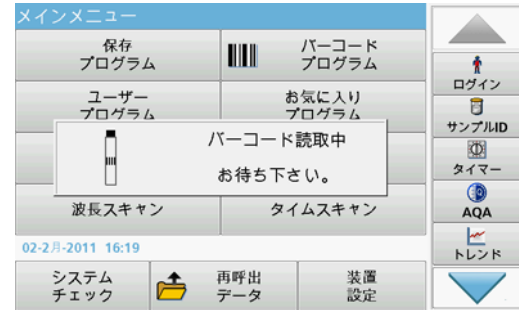 メインメニュー
保存
プログラム
バーコード
プログラム
ユーザー
プログラム
お気に入り
プログラム
バーコード読取中
お待ち下さい。
波長スキャン
タイムスキャン
02-2月-2011 16:19
システム
チェック
再呼出
データ
装置
設定
ログイン
サンプルID
タイマー
AQA
トレンド